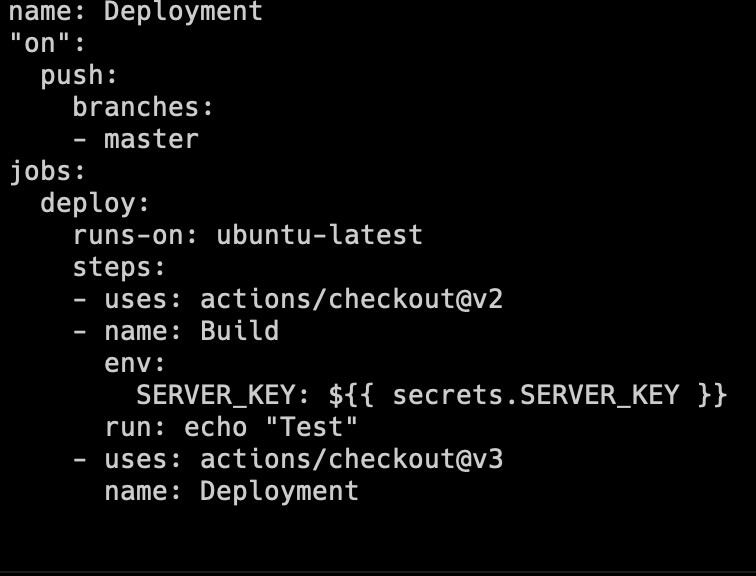 name: Deployment
"on":
  push:
    branches:
    - master
jobs:
  deploy:
    runs-on: ubuntu-latest
    steps:
    - uses: actions/checkout@v2
    - name: Build
      env:
        SERVER_KEY: ${{ secrets.SERVER_KEY }}
      run: echo "Test"
    - uses: actions/checkout@v3
      name: Deployment